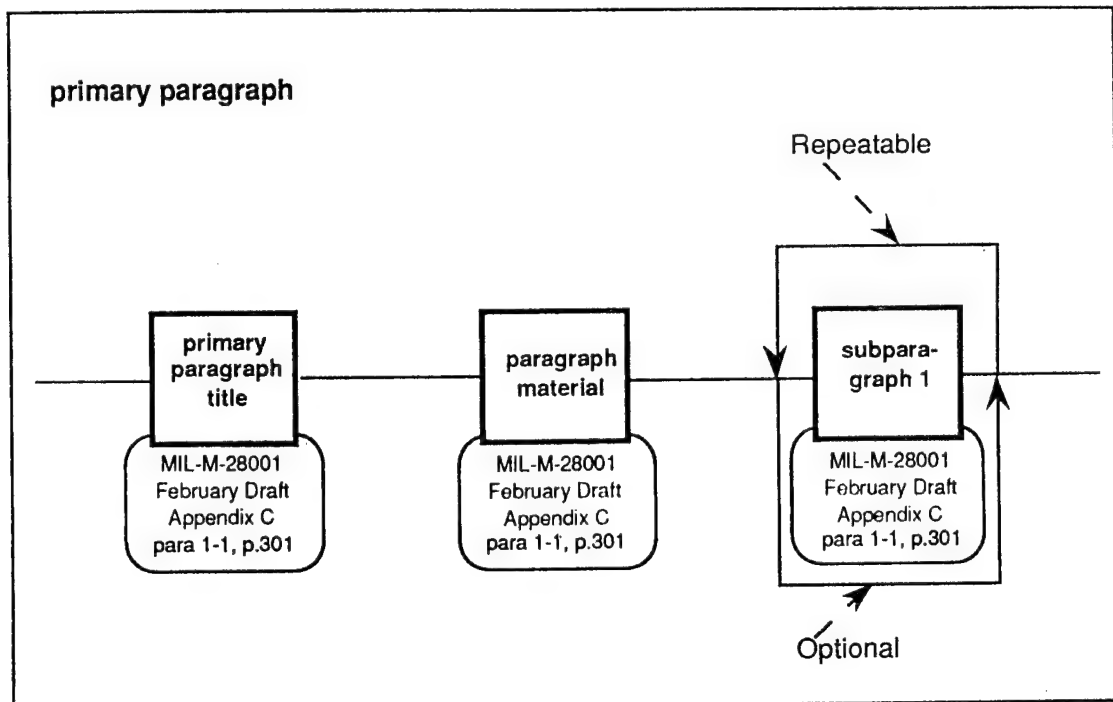 primary paragraph
Repeatable
primary
paragraph
title
paragraph
material
subpara-
graph 1
MIL-M-28001
February Draft
Appendix C
para 1-1, p.301
MIL-M-28001
February Draft
Appendix C
para 1-1, p.301
MIL-M-28001
February Draft
Appendix C
para 1-1, p.301
Optional